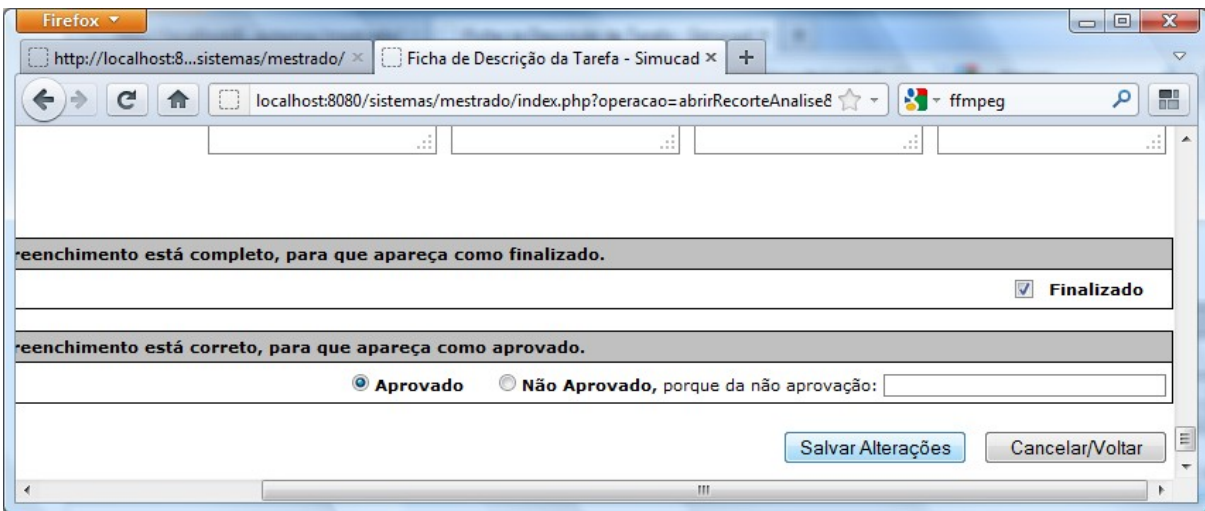 Firefox
http://localhost:8...sistemas/mestrado/
Ficha de Descrição da Tarefa - Simucad
localhost:8080/sistemas/mestrado/index.php?operacao=abrirRecorteAnalise&
ffmpeg
reenchimento está completo, para que apareça como finalizado.
Finalizado
reenchimento está correto, para que apareça como aprovado.
Aprovado Não Aprovado, porque da não aprovação:
Salvar Alterações Cancelar/Voltar